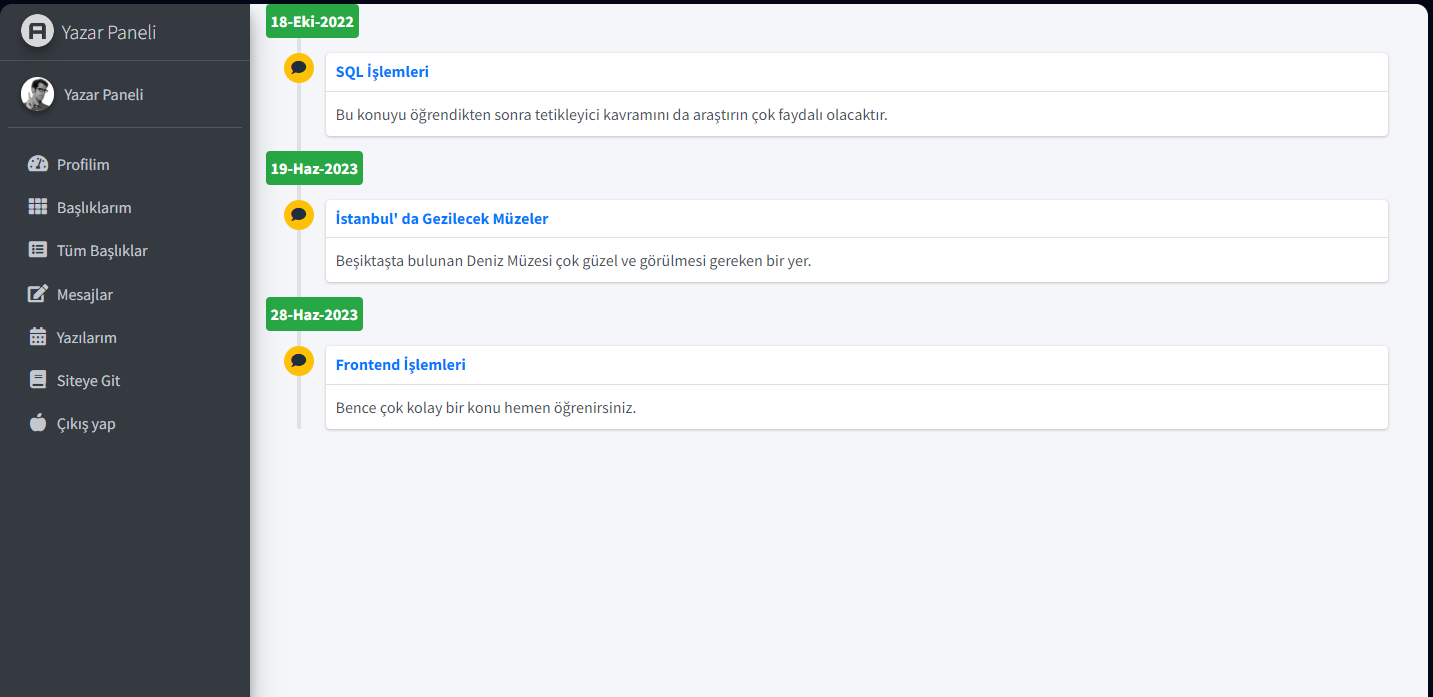 Yazar Paneli
Yazar Paneli
Profilim
Başlıklarım
Tüm Başlıklar
Mesajlar
Yazılarım
Siteye Git
Çıkış yap
18-Eki-2022
SQL İşlemleri
Bu konuyu öğrendikten sonra tetikleyici kavramını da araştırın çok faydalı olacaktır.
19-Haz-2023
İstanbul' da Gezilecek Müzeler
Beşiktaşta bulunan Deniz Müzesi çok güzel ve görülmesi gereken bir yer.
28-Haz-2023
Frontend İşlemleri
Bence çok kolay bir konu hemen öğrenirsiniz.